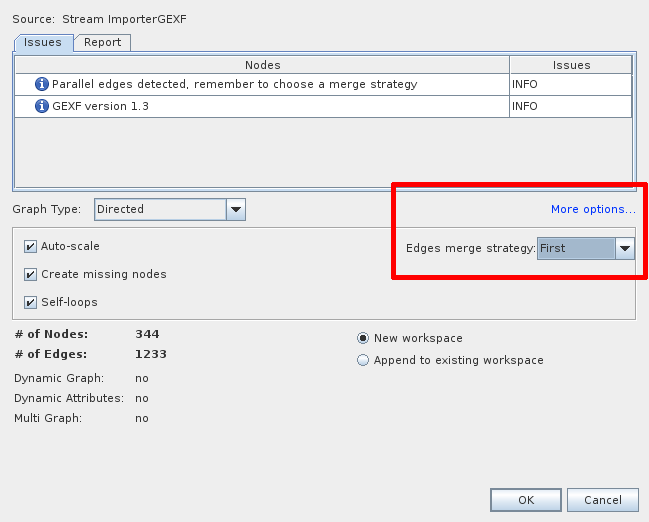 Source: Stream ImporterGEXF
Issues Report
Nodes Issues
Parallel edges detected, remember to choose a merge strategy INFO
GEXF version 1.3 INFO
Graph Type: Directed More options...
Auto-scale Edges merge strategy: First
Create missing nodes
Self-loops
# of Nodes: 344 New workspace
# of Edges: 1233 Append to existing workspace
Dynamic Graph: no
Dynamic Attributes: no
Multi Graph: no
OK Cancel